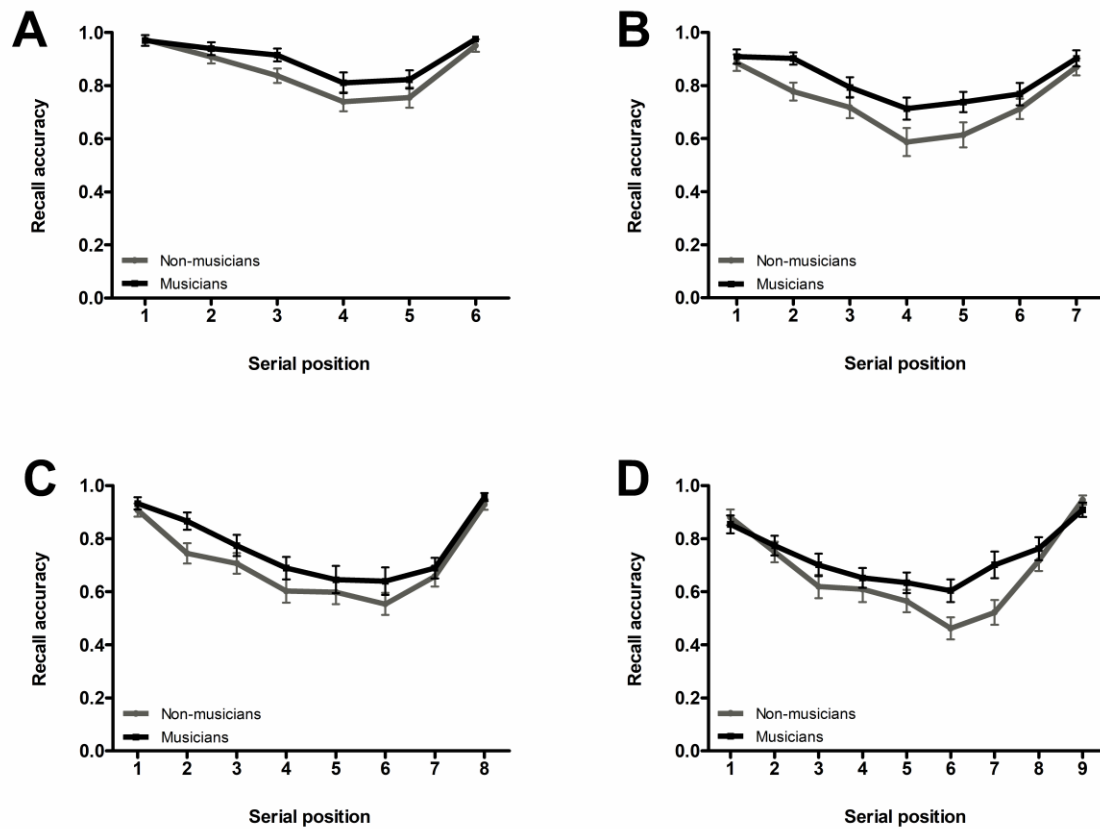 A
Recall accuracy
1.0
0.8
0.6
0.4
0.2
0.0
Non-musicians
Musicians
1 2 3 4 5 6
Serial position
B
Recall accuracy
1.0
0.8
0.6
0.4
0.2
0.0
Non-musicians
Musicians
1 2 3 4 5 6 7
Serial position
C
Recall accuracy
1.0
0.8
0.6
0.4
0.2
0.0
Non-musicians
Musicians
1 2 3 4 5 6 7 8
Serial position
D
Recall accuracy
1.0
0.8
0.6
0.4
0.2
0.0
Non-musicians
Musicians
1 2 3 4 5 6 7 8 9
Serial position